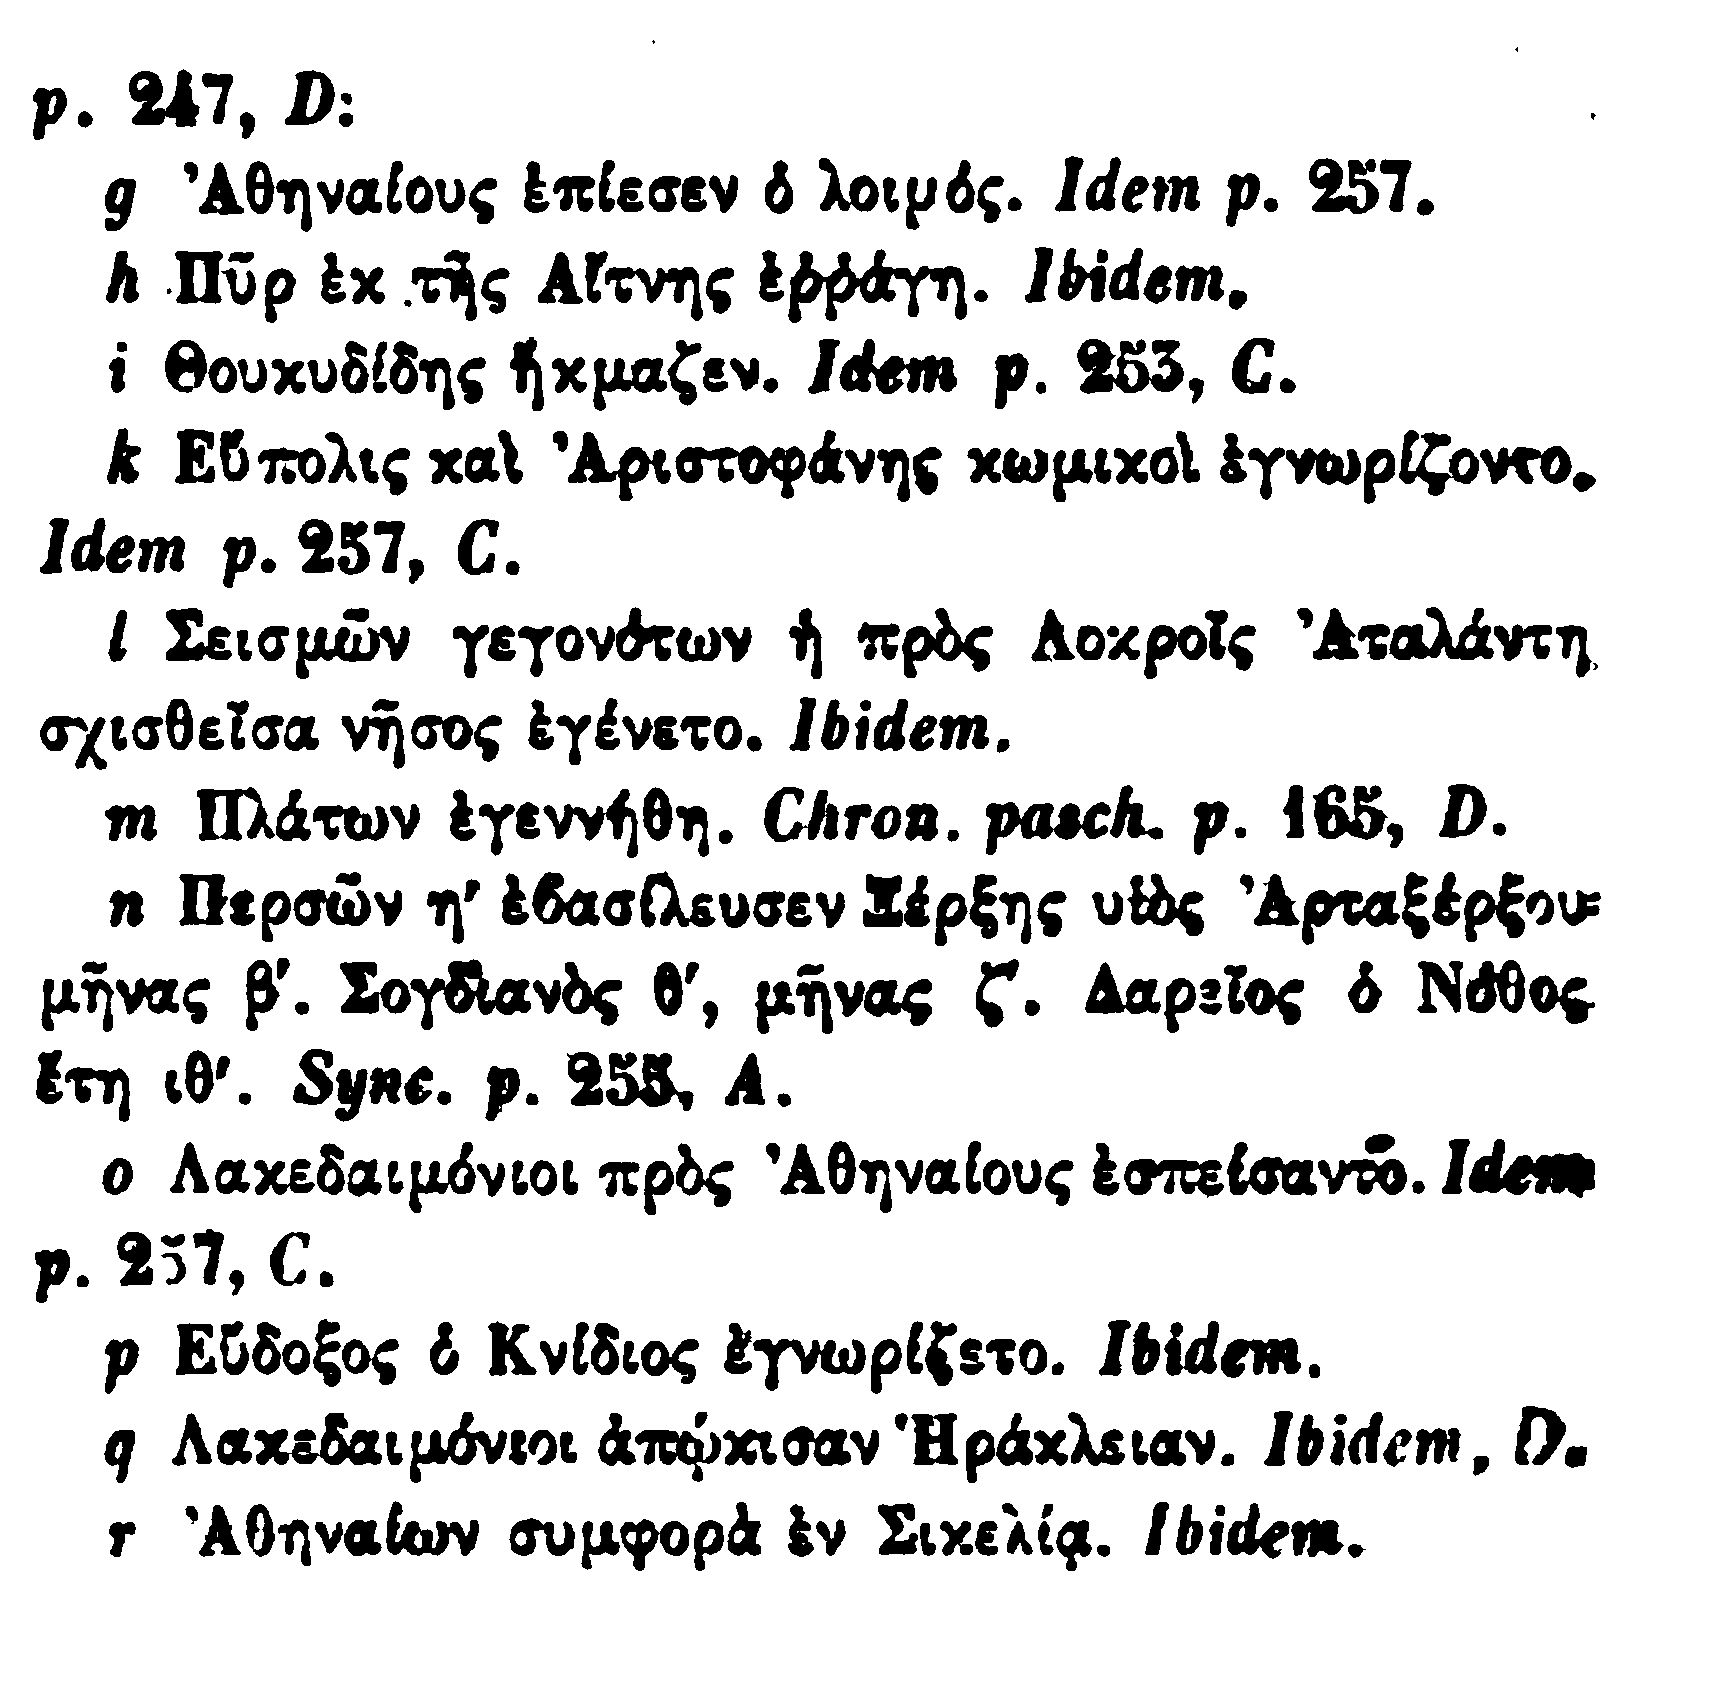 p. 247, D:
g Ἀθηναίους ἐπίεσεν ὁ λοιμός. Idem p. 257.
h Πῦρ ἐκ τῆς Αἴτνης ἐῤῥάγη. Ibidem.
i Θουκυδίδης ἤκμαζεν. Idem p. 253, C.
k Εὔπολις καὶ Ἀριστοφάνης κωμικοὶ ἐγνωρίζοντο.
Idem p. 257, C.
l Σεισμῶν γεγονότων ἡ πρὸς Λοκροῖς Ἀταλάντη
σχισθεῖσα νῆσος ἐγένετο. Ibidem.
m Πλάτων ἐγεννήθη. Chron. pasch. p. 165, D.
n Περσῶν η′ ἐβασίλευσεν Ξέρξης υἱὸς Ἀρταξέρξου
μῆνας β′. Σογδιανὸς θ′, μῆνας ζ′. Δαρεῖος ὁ Νόθος
ἔτη ιθ′. Sync. p. 255, A.
o Λακεδαιμόνιοι πρὸς Ἀθηναίους ἐσπείσαντο. Idem
p. 257, C.
p Εὔδοξος ὁ Κνίδιος ἐγνωρίζετο. Ibidem.
q Λακεδαιμόνιοι ἀπῴκισαν Ἡράκλειαν. Ibidem, D.
r Ἀθηναίων συμφορὰ ἐν Σικελίᾳ. Ibidem.